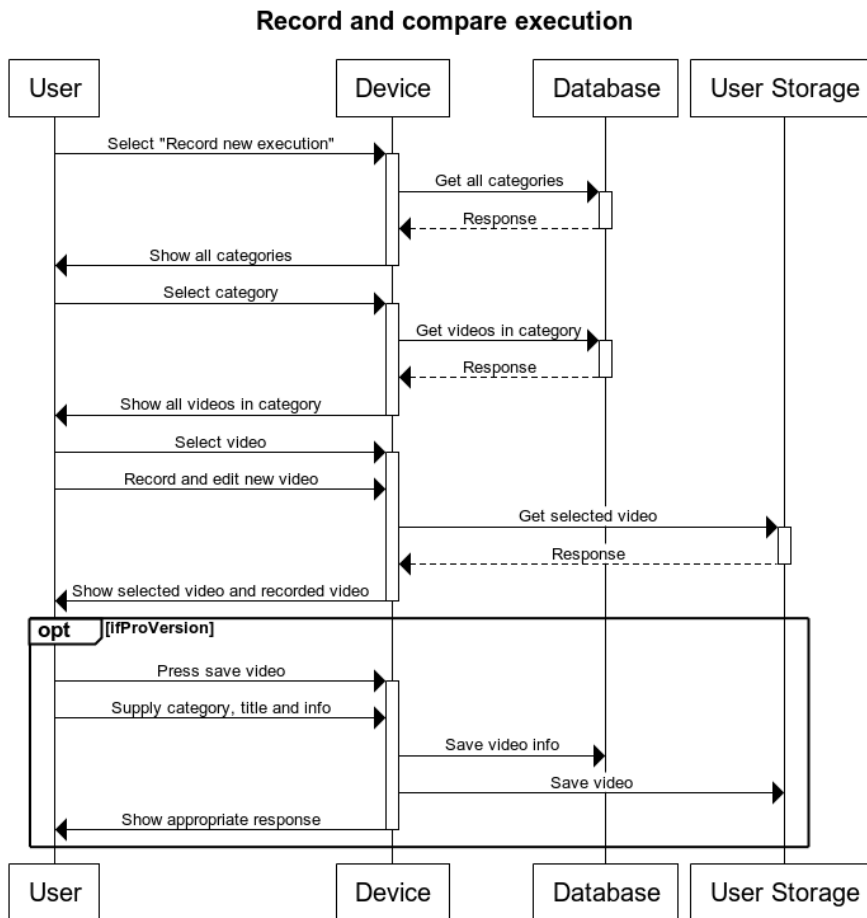 Record and compare execution
User
Device
Database
User Storage
Select "Record new execution"
Get all categories
Response
Show all categories
Select category
Get videos in category
Response
Show all videos in category
Select video
Record and edit new video
Get selected video
Response
Show selected video and recorded video
opt
[ifProVersion]
Press save video
Supply category, title and info
Save video info
Save video
Show appropriate response
User
Device
Database
User Storage